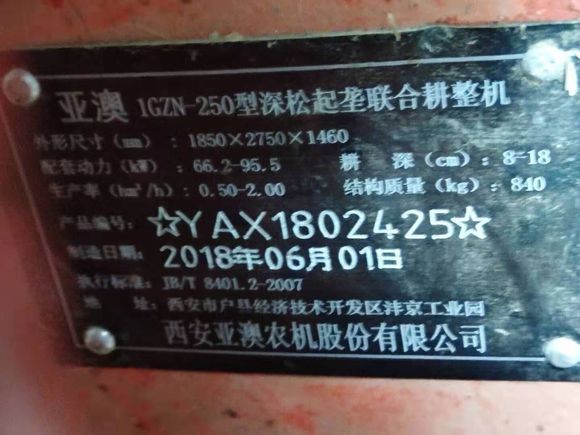 亚澳 1GZN-250型深松起垄联合耕整机
外形尺寸(mm):1850×2750×1460
配套动力(kW):66.2-95.5 耕 深(cm):8-18
生产率(hm²/h):0.50-2.00 结构质量(kg):840
产品编号:☆YAX1802425☆
制造日期:2018年06月01日
执行标准:JB/T 8401.2-2007
地 址:西安市户县经济技术开发区沣京工业园
西安亚澳农机股份有限公司